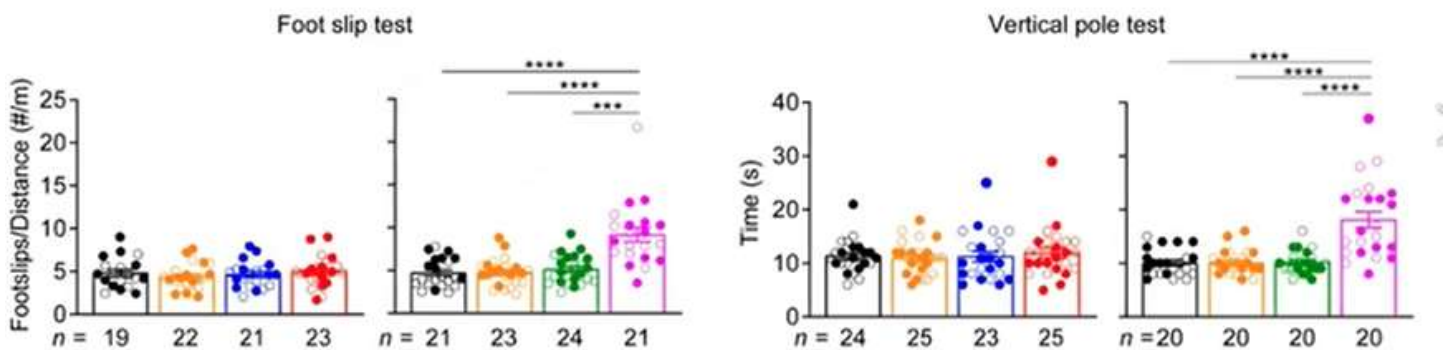 Foot slip test
Vertical pole test
****
****
***
****
****
****
Footslips/Distance (#/m)
25
20
15
10
5
0
Time (s)
40
30
20
10
0
n = 19 22 21 23
n = 21 23 24 21
n = 24 25 23 25
n =20 20 20 20